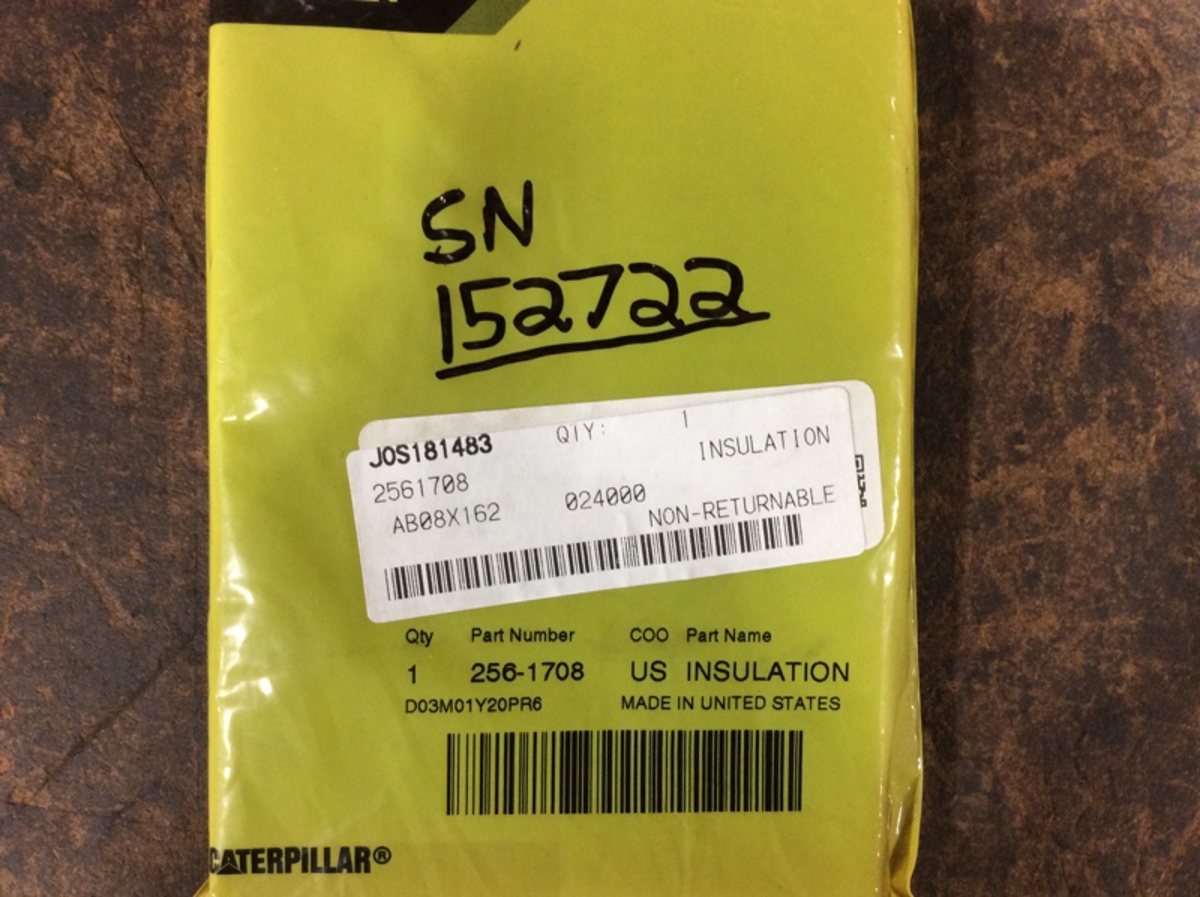 SN
152722
J0S181483 QTY: 1
2561708 INSULATION
AB08X162 024000 NON-RETURNABLE
Qty Part Number COO Part Name
1 256-1708 US INSULATION
D03M01Y20PR6 MADE IN UNITED STATES
CATERPILLAR®